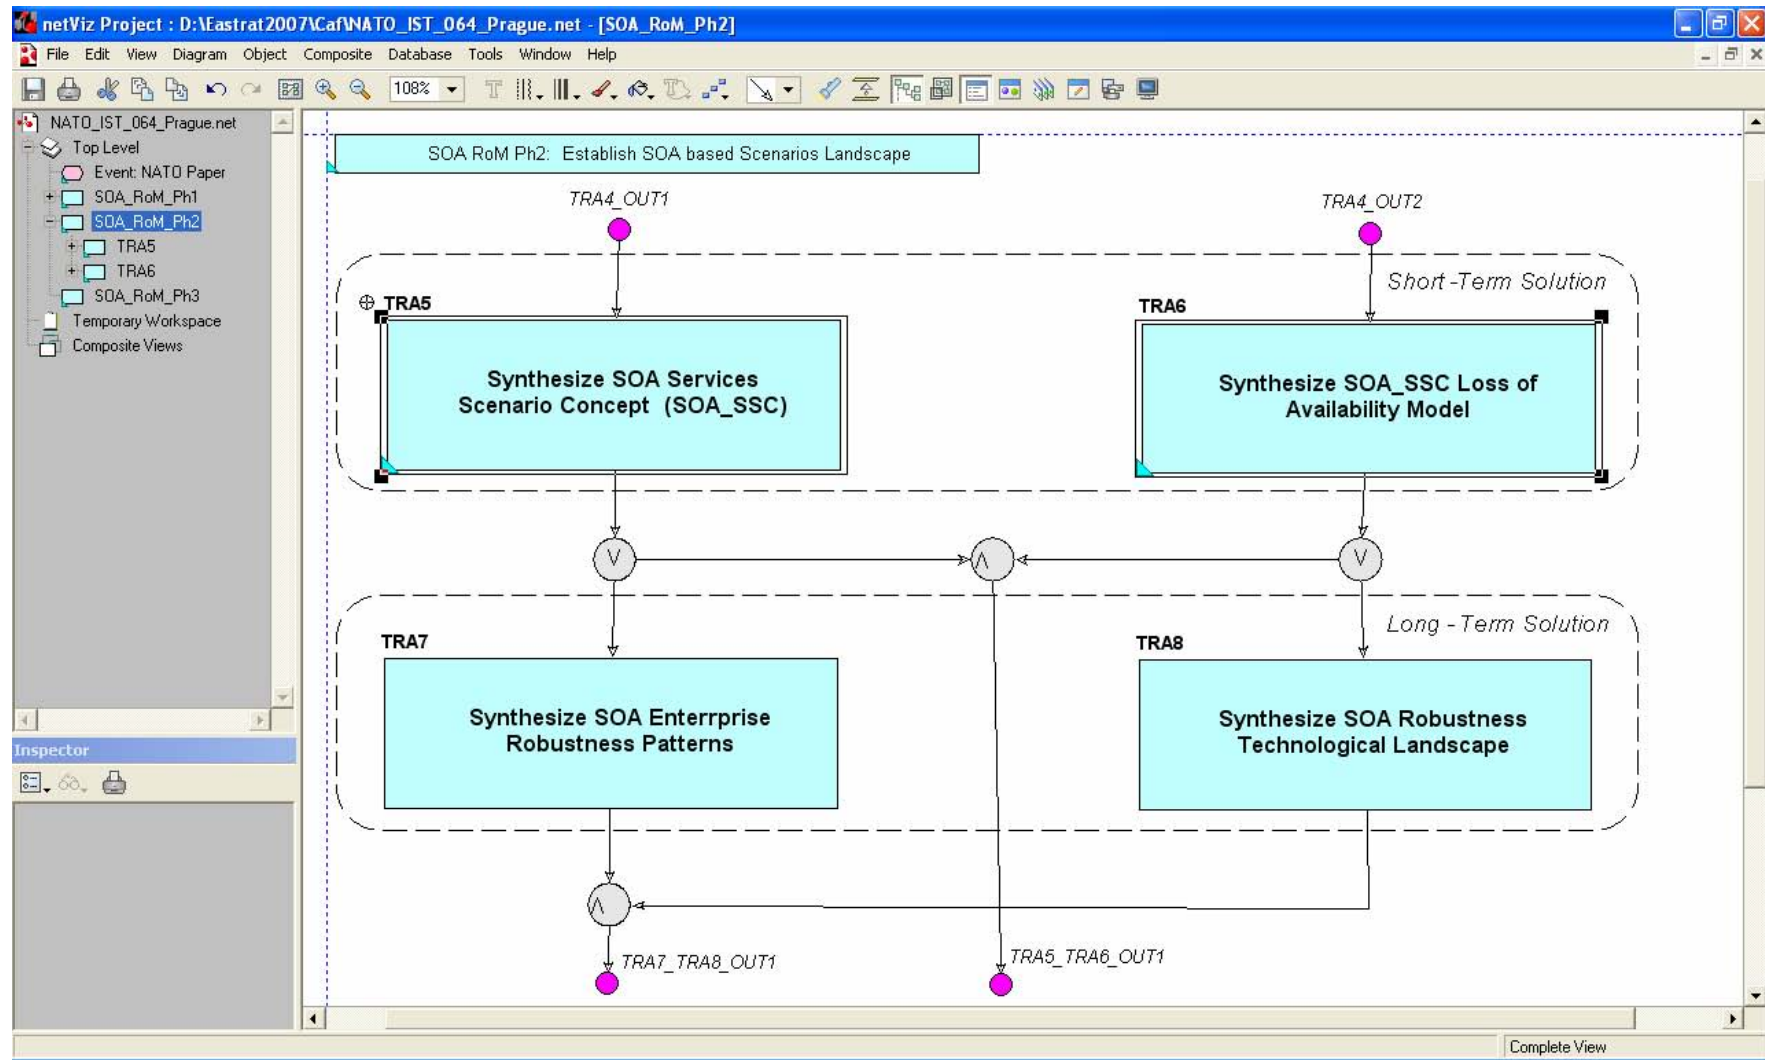 netViz Project : D:\Eastrat2007\Caf\NATO_IST_064_Prague.net - [SOA_RoM_Ph2]
File Edit View Diagram Object Composite Database Tools Window Help
108%
NATO_IST_064_Prague.net
Top Level
Event: NATO Paper
SOA_RoM_Ph1
SOA_RoM_Ph2
TRA5
TRA6
SOA_RoM_Ph3
Temporary Workspace
Composite Views
Inspector
SOA RoM Ph2: Establish SOA based Scenarios Landscape
TRA4_OUT1
TRA4_OUT2
Short -Term Solution
TRA5
Synthesize SOA Services
Scenario Concept (SOA_SSC)
TRA6
Synthesize SOA_SSC Loss of
Availability Model
V
Λ
V
Long - Term Solution
TRA7
Synthesize SOA Enterrprise
Robustness Patterns
TRA8
Synthesize SOA Robustness
Technological Landscape
Λ
TRA7_TRA8_OUT1
TRA5_TRA6_OUT1
Complete View